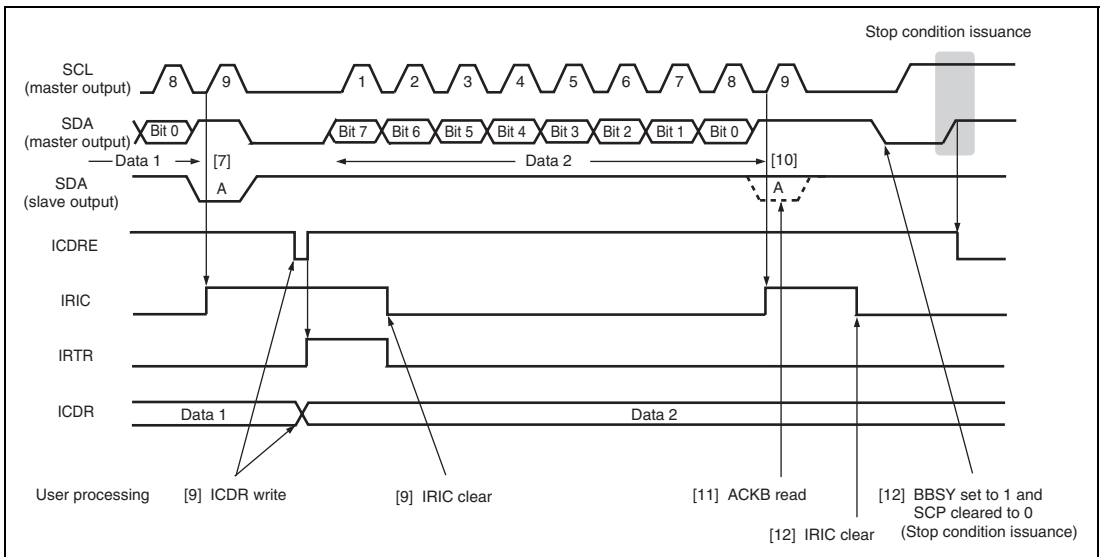 Stop condition issuance
SCL
(master output)
8 9 1 2 3 4 5 6 7 8 9
SDA
(master output)
Bit 0 Bit 7 Bit 6 Bit 5 Bit 4 Bit 3 Bit 2 Bit 1 Bit 0
Data 1 [7] Data 2 [10]
SDA
(slave output)
A A
ICDRE
IRIC
IRTR
ICDR
Data 1 Data 2
User processing
[9] ICDR write
[9] IRIC clear
[11] ACKB read
[12] IRIC clear
[12] BBSY set to 1 and
SCP cleared to 0
(Stop condition issuance)